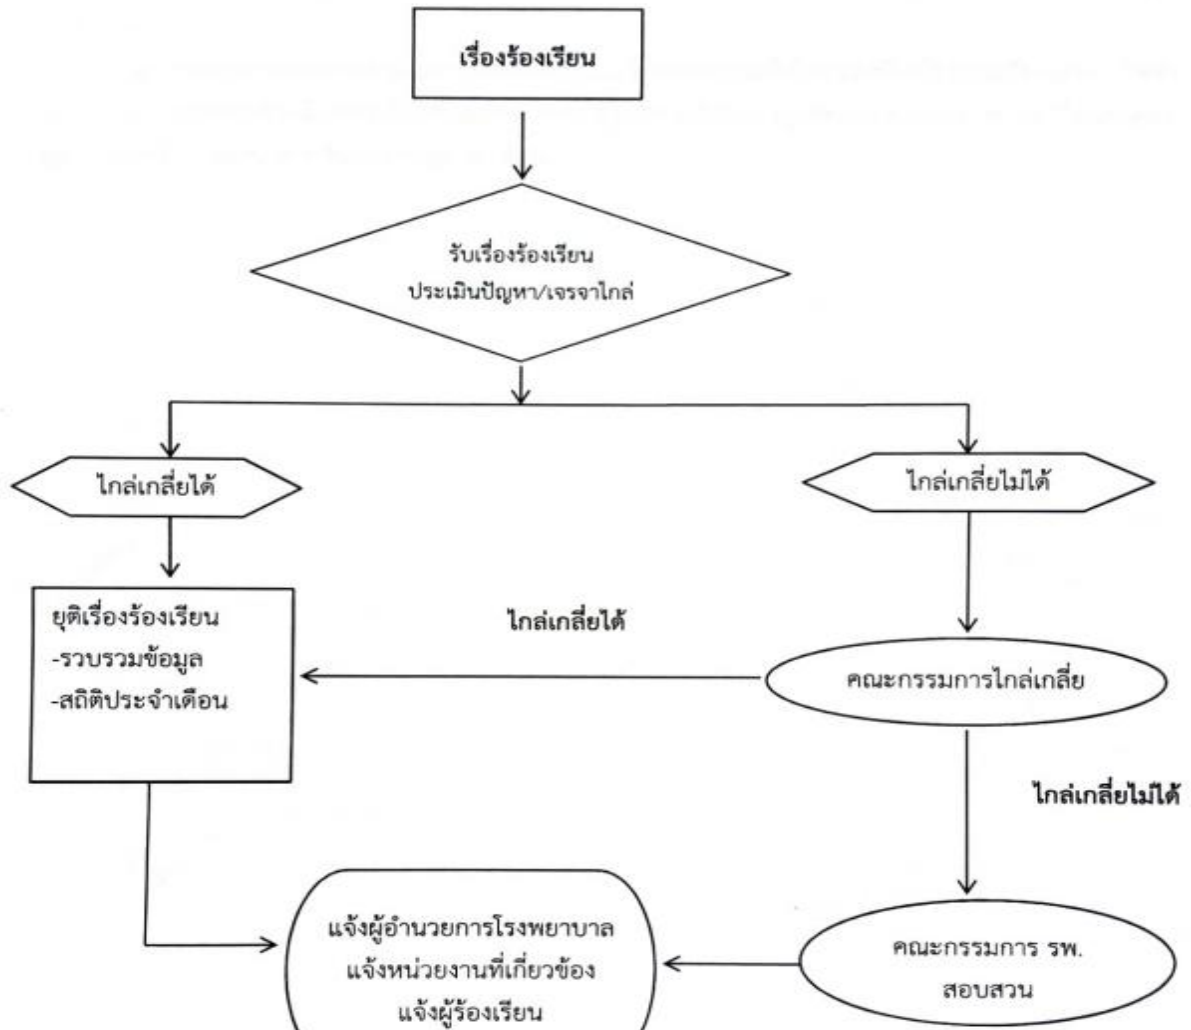 เรื่องร้องเรียน
รับเรื่องร้องเรียน
ประเมินปัญหา/เจรจาไกล่
ไกล่เกลี่ยได้
ไกล่เกลี่ยไม่ได้
ยุติเรื่องร้องเรียน
-รวบรวมข้อมูล
-สถิติประจำเดือน
ไกล่เกลี่ยได้
คณะกรรมการไกล่เกลี่ย
ไกล่เกลี่ยไม่ได้
แจ้งผู้อำนวยการโรงพยาบาล
แจ้งหน่วยงานที่เกี่ยวข้อง
แจ้งผู้ร้องเรียน
คณะกรรมการ รพ.
สอบสวน